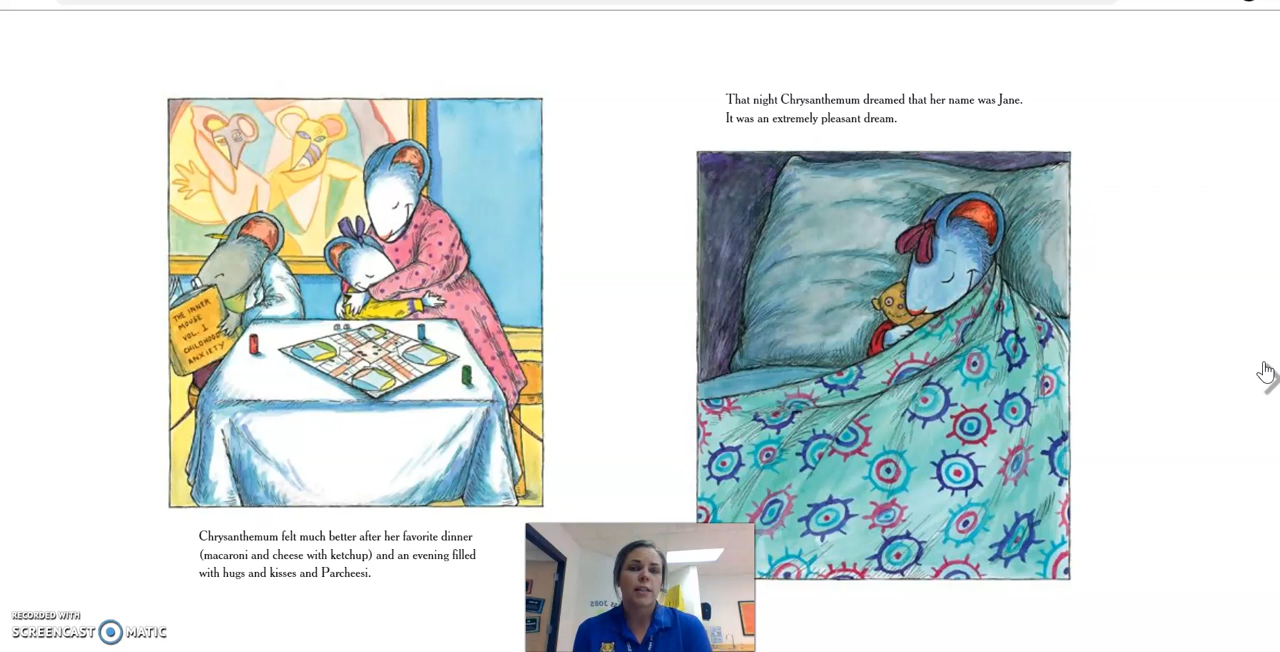 THE INNER
MOUSE
VOL. 1
CHILDHOOD
ANXIETY
Chrysanthemum felt much better after her favorite dinner
(macaroni and cheese with ketchup) and an evening filled
with hugs and kisses and Parcheesi.
That night Chrysanthemum dreamed that her name was Jane.
It was an extremely pleasant dream.
RECORDED WITH
SCREENCAST MATIC